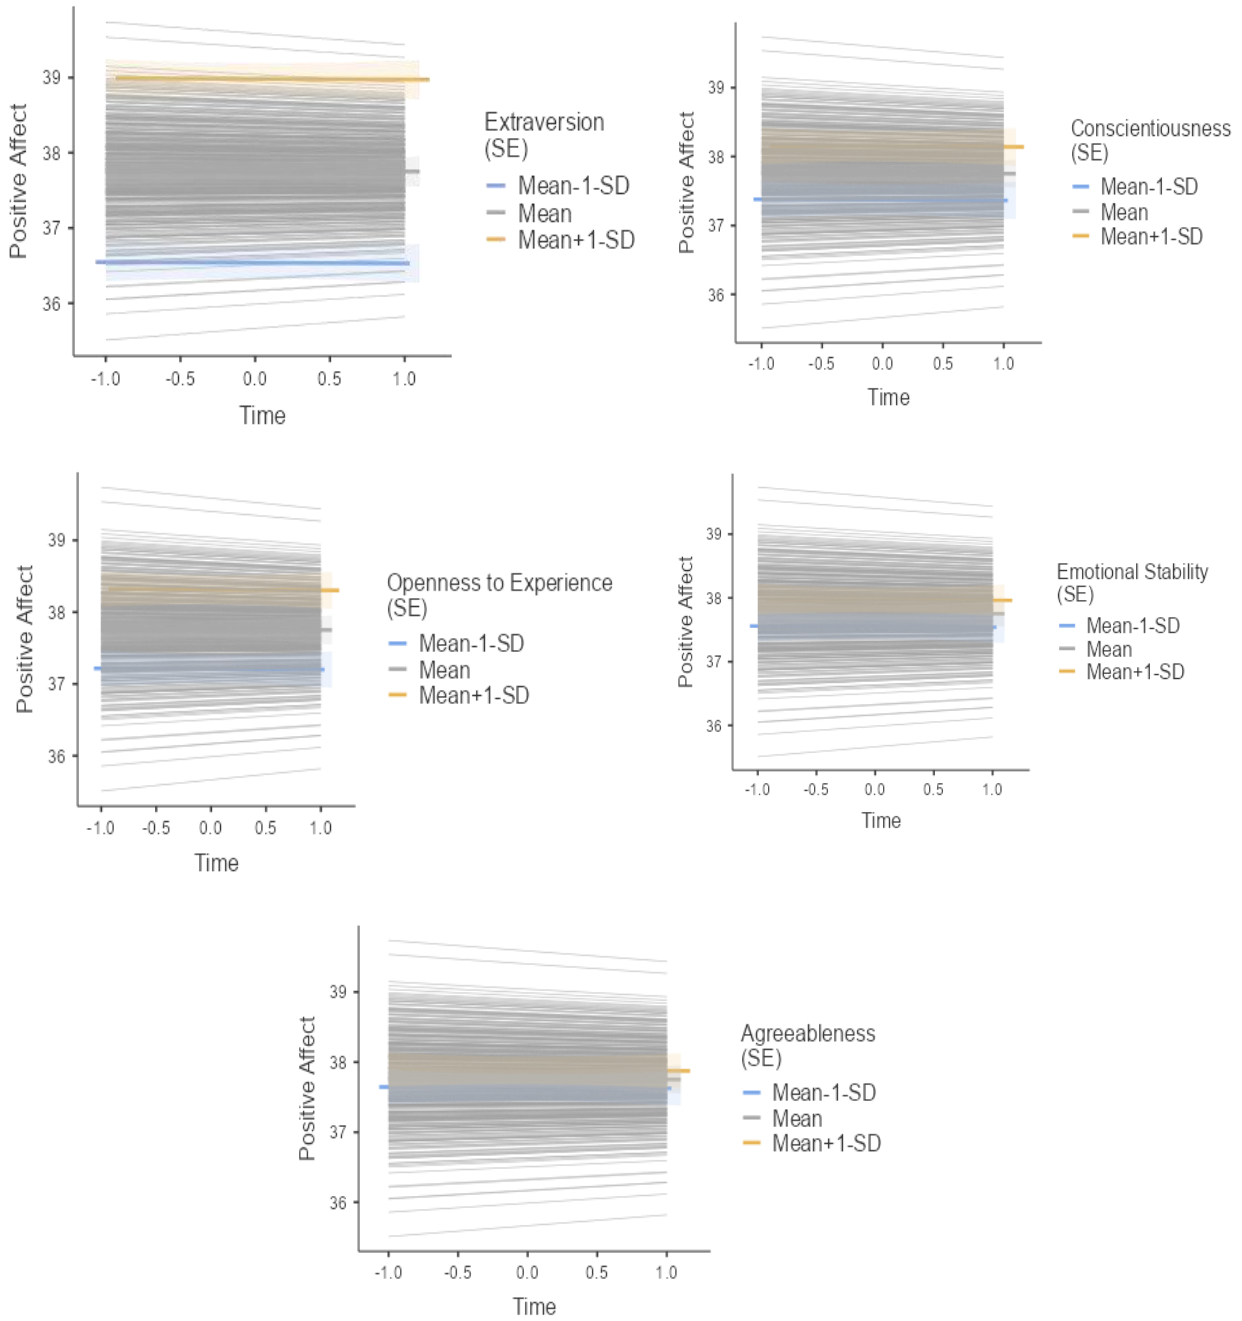 Positive Affect
39
38
37
36
-1.0 -0.5 0.0 0.5 1.0
Time
Extraversion
(SE)
Mean-1-SD
Mean
Mean+1-SD
Positive Affect
39
38
37
36
-1.0 -0.5 0.0 0.5 1.0
Time
Conscientiousness
(SE)
Mean-1-SD
Mean
Mean+1-SD
Positive Affect
39
38
37
36
-1.0 -0.5 0.0 0.5 1.0
Time
Openness to Experience
(SE)
Mean-1-SD
Mean
Mean+1-SD
Positive Affect
39
38
37
36
-1.0 -0.5 0.0 0.5 1.0
Time
Emotional Stability
(SE)
Mean-1-SD
Mean
Mean+1-SD
Positive Affect
39
38
37
36
-1.0 -0.5 0.0 0.5 1.0
Time
Agreeableness
(SE)
Mean-1-SD
Mean
Mean+1-SD